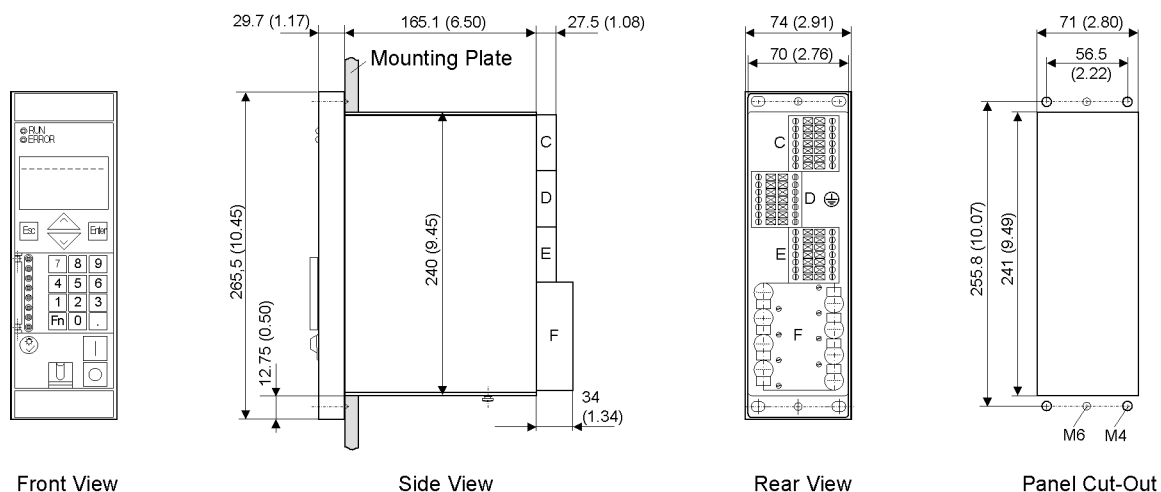 29.7 (1.17)
165.1 (6.50)
27.5 (1.08)
74 (2.91)
71 (2.80)
70 (2.76)
56.5
(2.22)
Mounting Plate
RUN
ERROR
Esc
Enter
7 8 9
4 5 6
1 2 3
Fn 0 .
265,5 (10.45)
12.75 (0.50)
240 (9.45)
C
D
E
F
34
(1.34)
C
D
E
F
255.8 (10.07)
241 (9.49)
M6
M4
Front View
Side View
Rear View
Panel Cut-Out